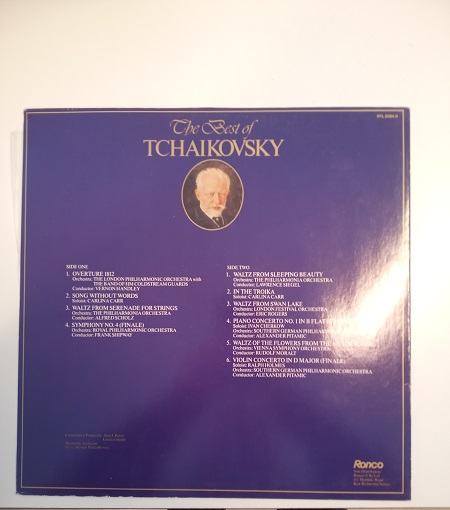 The Best of
TCHAIKOVSKY
SIDE ONE
1. OVERTURE 1812
Orchestra: THE LONDON PHILHARMONIC ORCHESTRA with
THE BAND OF HM COLDSTREAM GUARDS
Conductor: VERNON HANDLEY
2. SONG WITHOUT WORDS
Soloist: CARLINA CARR
3. WALTZ FROM SERENADE FOR STRINGS
Orchestra: THE PHILHARMONIA ORCHESTRA
Conductor: ALFREDO SCHOLZ
4. SYMPHONY NO. 4 (FINALE)
Orchestra: ROYAL PHILHARMONIC ORCHESTRA
Conductor: FRANK SHIPWAY
SIDE TWO
1. WALTZ FROM SLEEPING BEAUTY
Orchestra: THE PHILHARMONIA ORCHESTRA
Conductor: LAWRENCE SIEGEL
2. IN THE TROIKA
Soloist: CARLINA CARR
3. WALTZ FROM SWAN LAKE
Orchestra: LONDON FESTIVAL ORCHESTRA
Conductor: ERIC ROGERS
4. PIANO CONCERTO NO. 1 IN B FLAT
Soloist: IVAN CHERKOW
Orchestra: SOUTHERN GERMAN PHILHARMONIC
Conductor: ALEXANDER PITAMIC
5. WALTZ OF THE FLOWERS FROM THE
Orchestra: VIENNA SYMPHONY ORCHESTRA
Conductor: RUDOLF MORALT
6. VIOLIN CONCERTO IN D MAJOR (FINALE)
Soloist: RALPH HOLMES
Orchestra: SOUTHERN GERMAN PHILHARMONIC ORCHESTRA
Conductor: ALEXANDER PITAMIC
Ronco